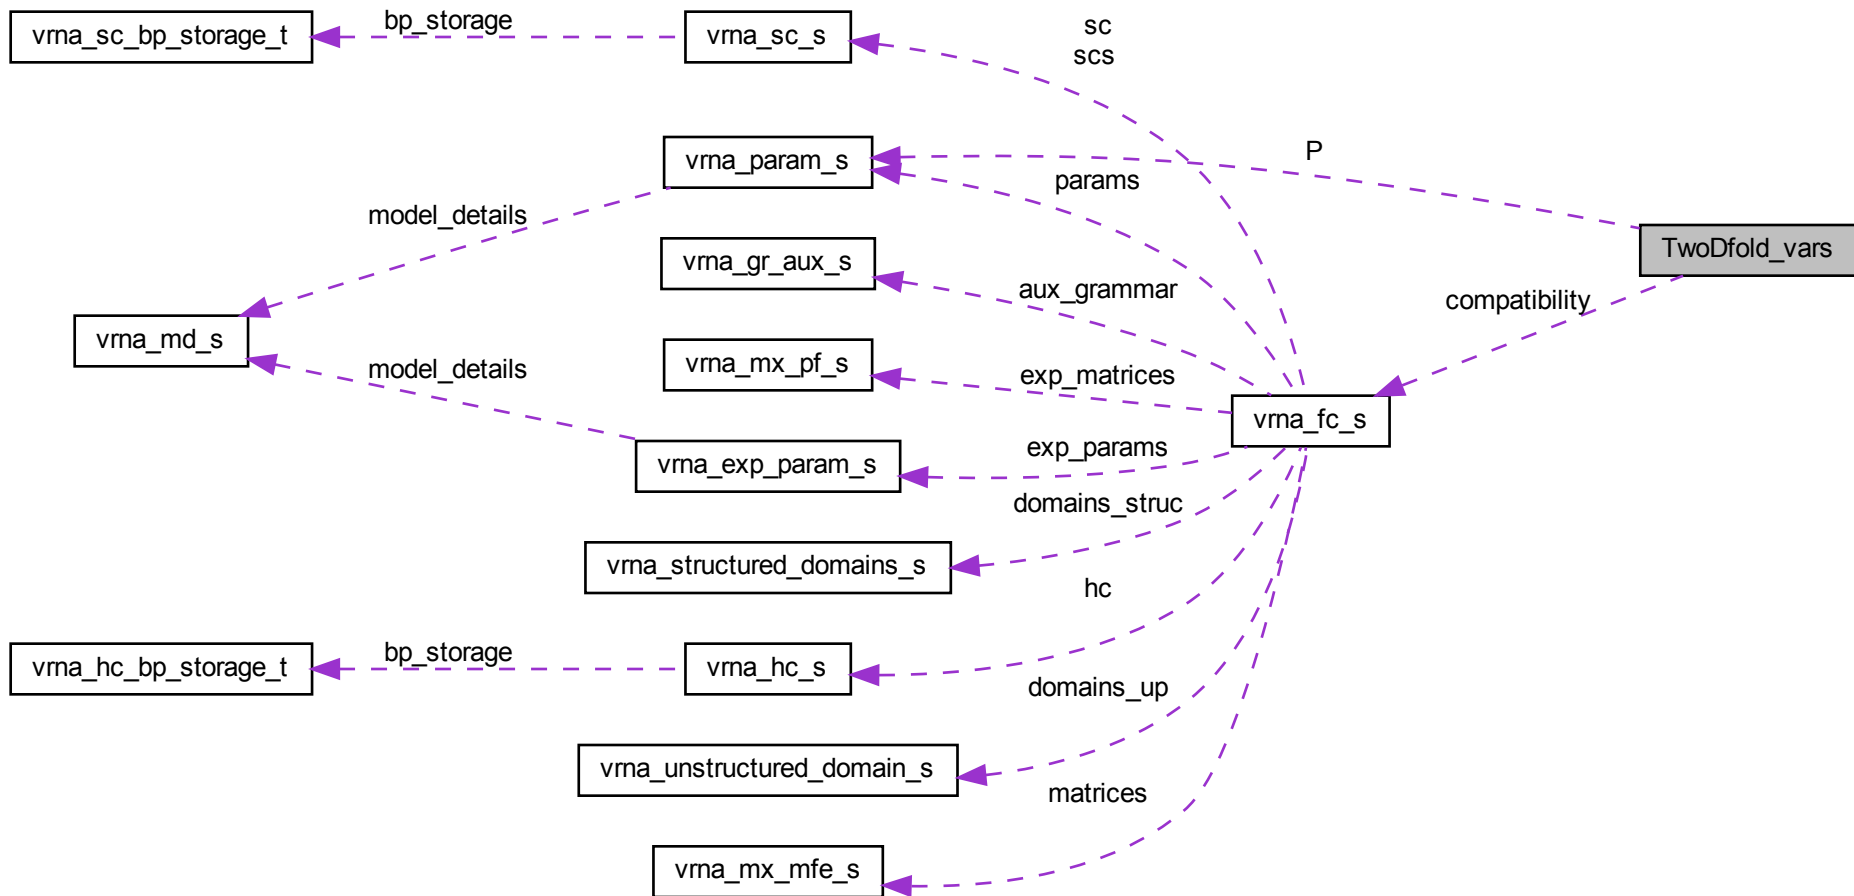 vrna_sc_bp_storage_t
bp_storage
vrna_sc_s
sc
scs
vrna_param_s
P
params
model_details
vrna_gr_aux_s
aux_grammar
TwoDfold_vars
compatibility
vrna_md_s
model_details
vrna_mx_pf_s
exp_matrices
vrna_fc_s
vrna_exp_param_s
exp_params
domains_struc
vrna_structured_domains_s
hc
vrna_hc_bp_storage_t
bp_storage
vrna_hc_s
domains_up
vrna_unstructured_domain_s
matrices
vrna_mx_mfe_s